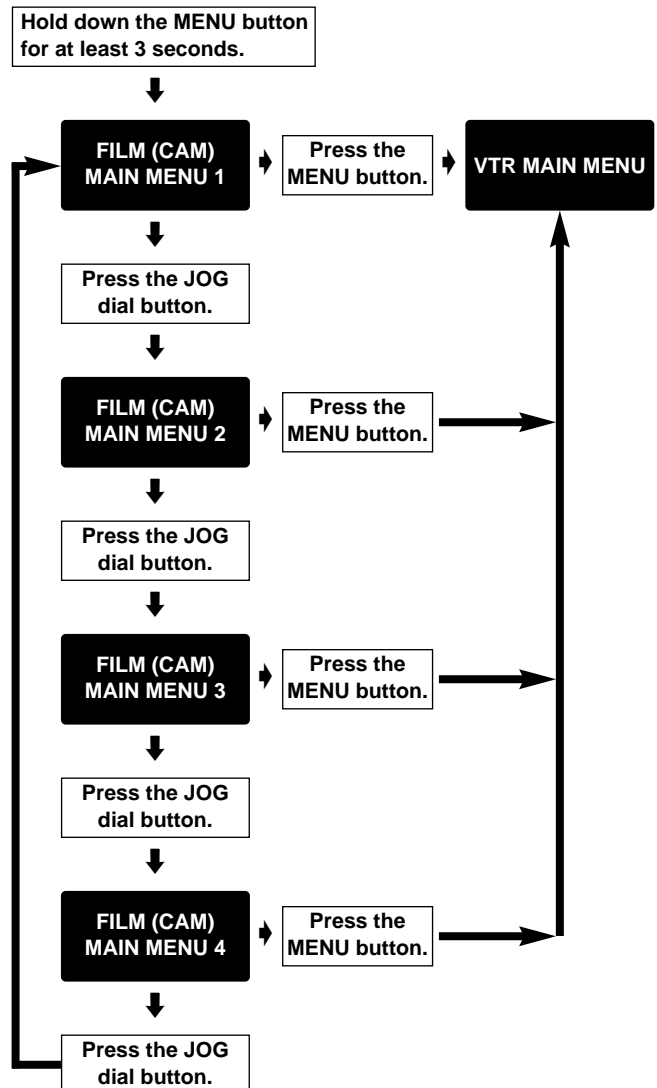 Hold down the MENU button
for at least 3 seconds.
FILM (CAM)
MAIN MENU 1
Press the
MENU button.
VTR MAIN MENU
Press the JOG
dial button.
FILM (CAM)
MAIN MENU 2
Press the
MENU button.
Press the JOG
dial button.
FILM (CAM)
MAIN MENU 3
Press the
MENU button.
Press the JOG
dial button.
FILM (CAM)
MAIN MENU 4
Press the
MENU button.
Press the JOG
dial button.